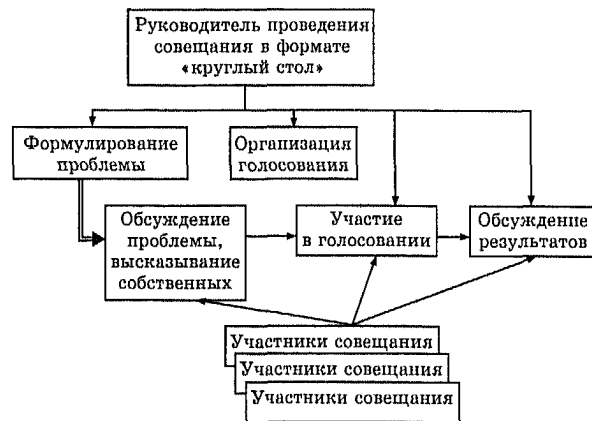 Руководитель проведения
совещания в формате
«круглый стол»
Формулирование
проблемы
Организация
голосования
Обсуждение
проблемы,
высказывание
собственных
Участие
в голосовании
Обсуждение
результатов
Участники совещания
Участники совещания
Участники совещания